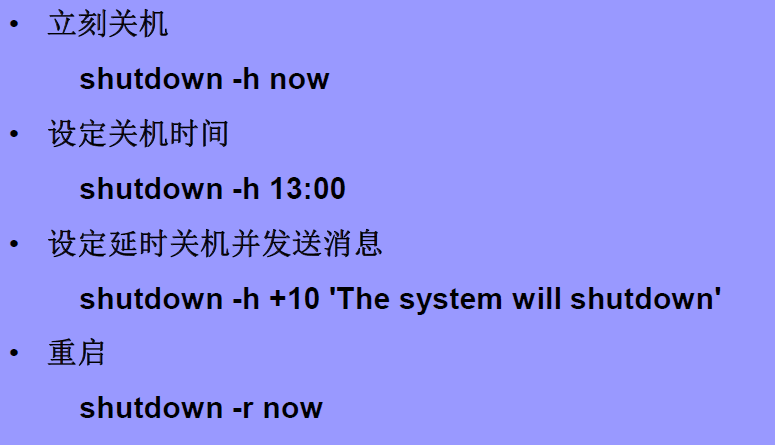 • 立刻关机
shutdown -h now
• 设定关机时间
shutdown -h 13:00
• 设定延时关机并发送消息
shutdown -h +10 'The system will shutdown'
• 重启
shutdown -r now